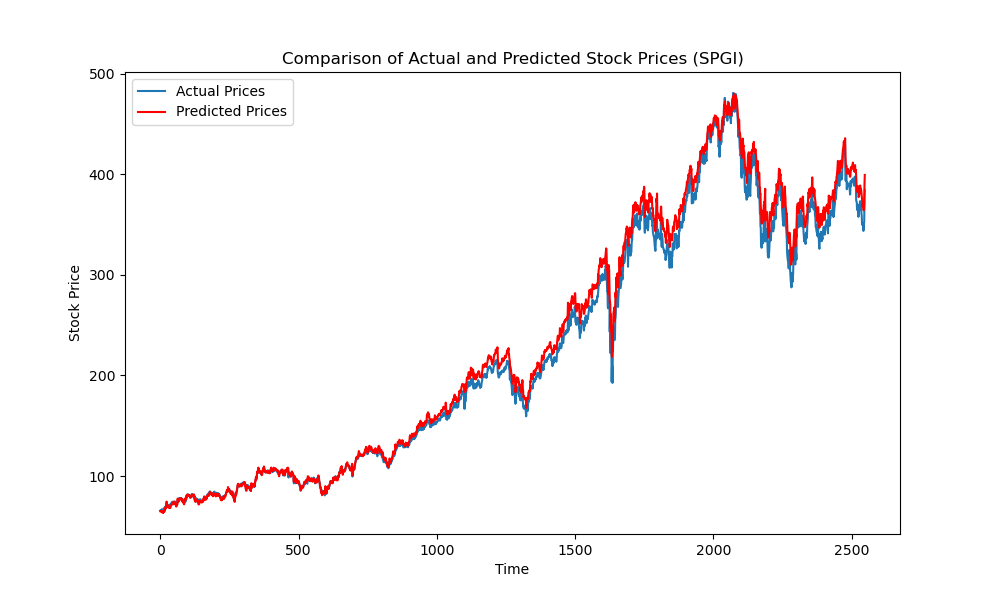 Comparison of Actual and Predicted Stock Prices (SPGI)
Actual Prices
Predicted Prices
Stock Price
500
400
300
200
100
0
500
1000
1500
2000
2500
Time